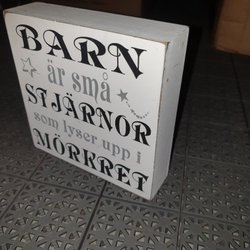 BARN
är små
STJÄRNOR
som lyser upp i
MÖRKRET